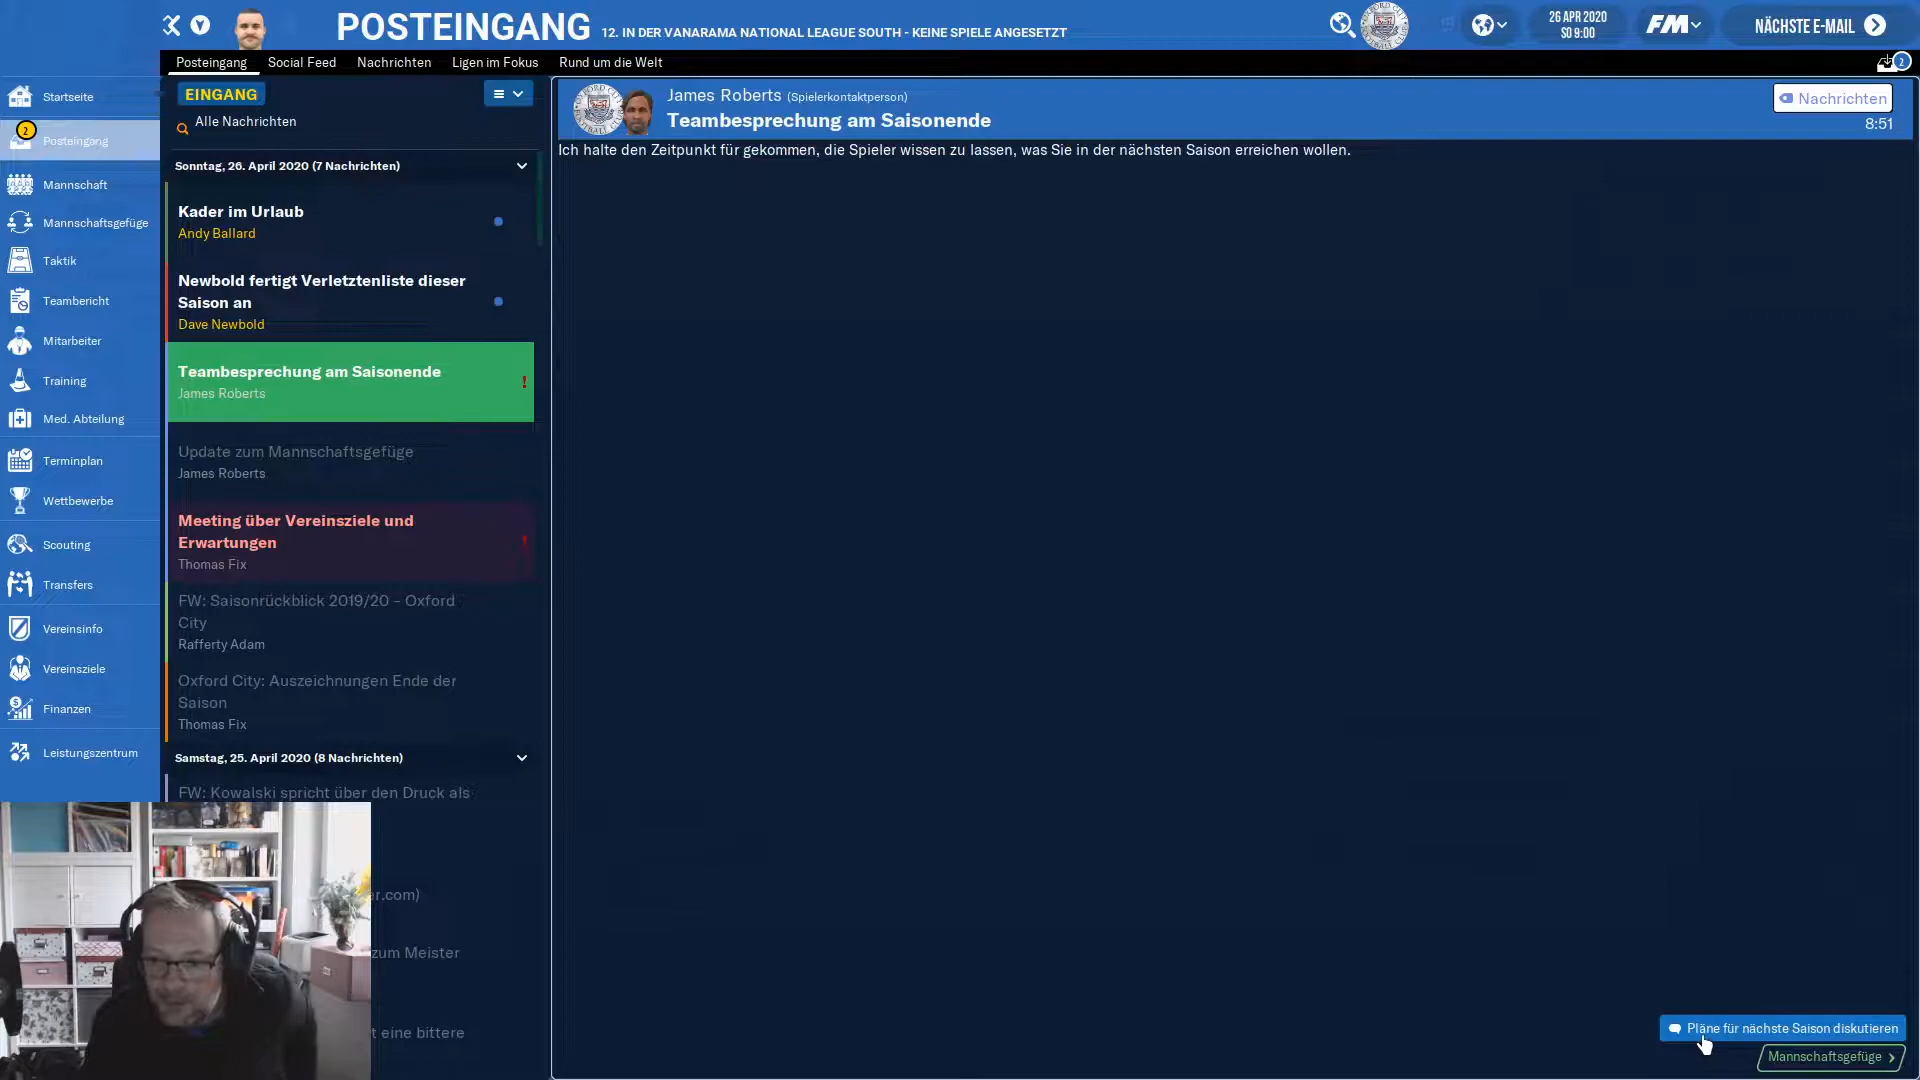 POSTEINGANG
12. IN DER VANARAMA NATIONAL LEAGUE SOUTH - KEINE SPIELE ANGESETZT
26 APR 2020
SO 9:00
FM
NÄCHSTE E-MAIL
Posteingang
Social Feed
Nachrichten
Ligen im Fokus
Rund um die Welt
2
Startseite
2
Posteingang
Mannschaft
Mannschaftsgefüge
Taktik
Teambericht
Mitarbeiter
Training
Med. Abteilung
Terminplan
Wettbewerbe
Scouting
Transfers
Vereinsinfo
Vereinsziele
Finanzen
Leistungszentrum
EINGANG
Alle Nachrichten
Sonntag, 26. April 2020 (7 Nachrichten)
Kader im Urlaub
Andy Ballard
Newbold fertigt Verletztenliste dieser
Saison an
Dave Newbold
Teambesprechung am Saisonende
James Roberts
Update zum Mannschaftsgefüge
James Roberts
Meeting über Vereinsziele und
Erwartungen
Thomas Fix
FW: Saisonrückblick 2019/20 - Oxford
City
Rafferty Adam
Oxford City: Auszeichnungen Ende der
Saison
Thomas Fix
Samstag, 25. April 2020 (8 Nachrichten)
FW: Kowalski spricht über den Druck als
er.com)
zum Meister
t eine bittere
James Roberts (Spielerkontaktperson)
Teambesprechung am Saisonende
Nachrichten
8:51
Ich halte den Zeitpunkt für gekommen, die Spieler wissen zu lassen, was Sie in der nächsten Saison erreichen wollen.
Pläne für nächste Saison diskutieren
Mannschaftsgefüge